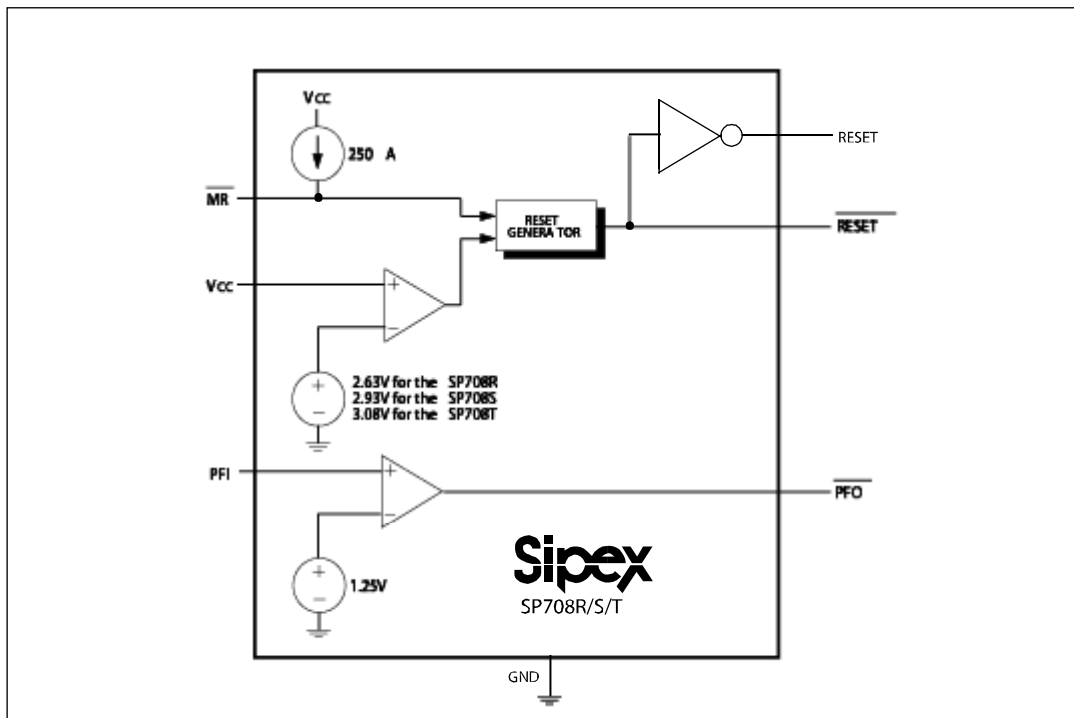 Vcc
250 A
MR
RESET
GENERA TOR
RESET
RESET
Vcc
+
−
+
−
2.63V for the SP708R
2.93V for the SP708S
3.08V for the SP708T
PFI
+
−
PFO
+
−
1.25V
Sipex
SP708R/S/T
GND